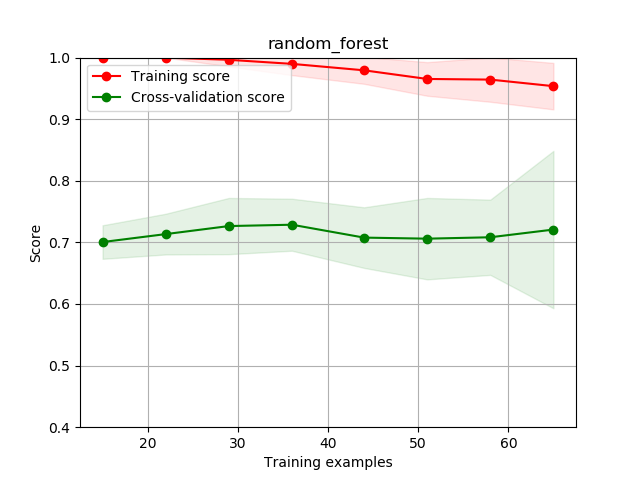 random_forest
Training score
Cross-validation score
1.0
0.9
0.8
0.7
0.6
0.5
0.4
Score
20 30 40 50 60
Training examples